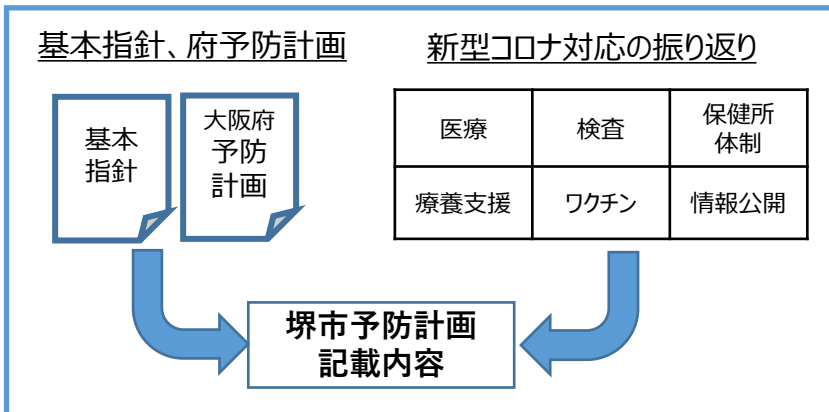 基本指針、府予防計画
新型コロナ対応の振り返り
基本
指針
大阪府
予防
計画
医療
検査
保健所
体制
療養支援
ワクチン
情報公開
堺市予防計画
記載内容